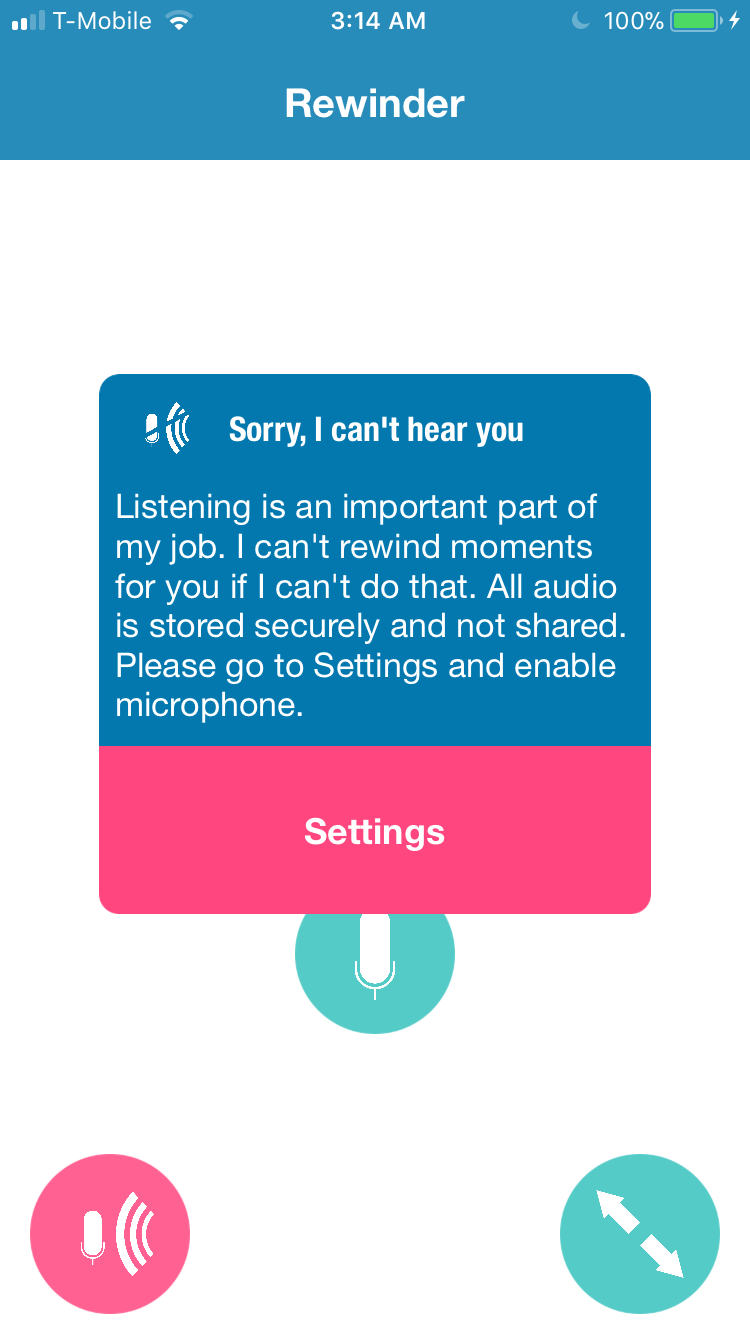 T-Mobile 3:14 AM 100%
Rewinder
Sorry, I can't hear you
Listening is an important part of
my job. I can't rewind moments
for you if I can't do that. All audio
is stored securely and not shared.
Please go to Settings and enable
microphone.
Settings